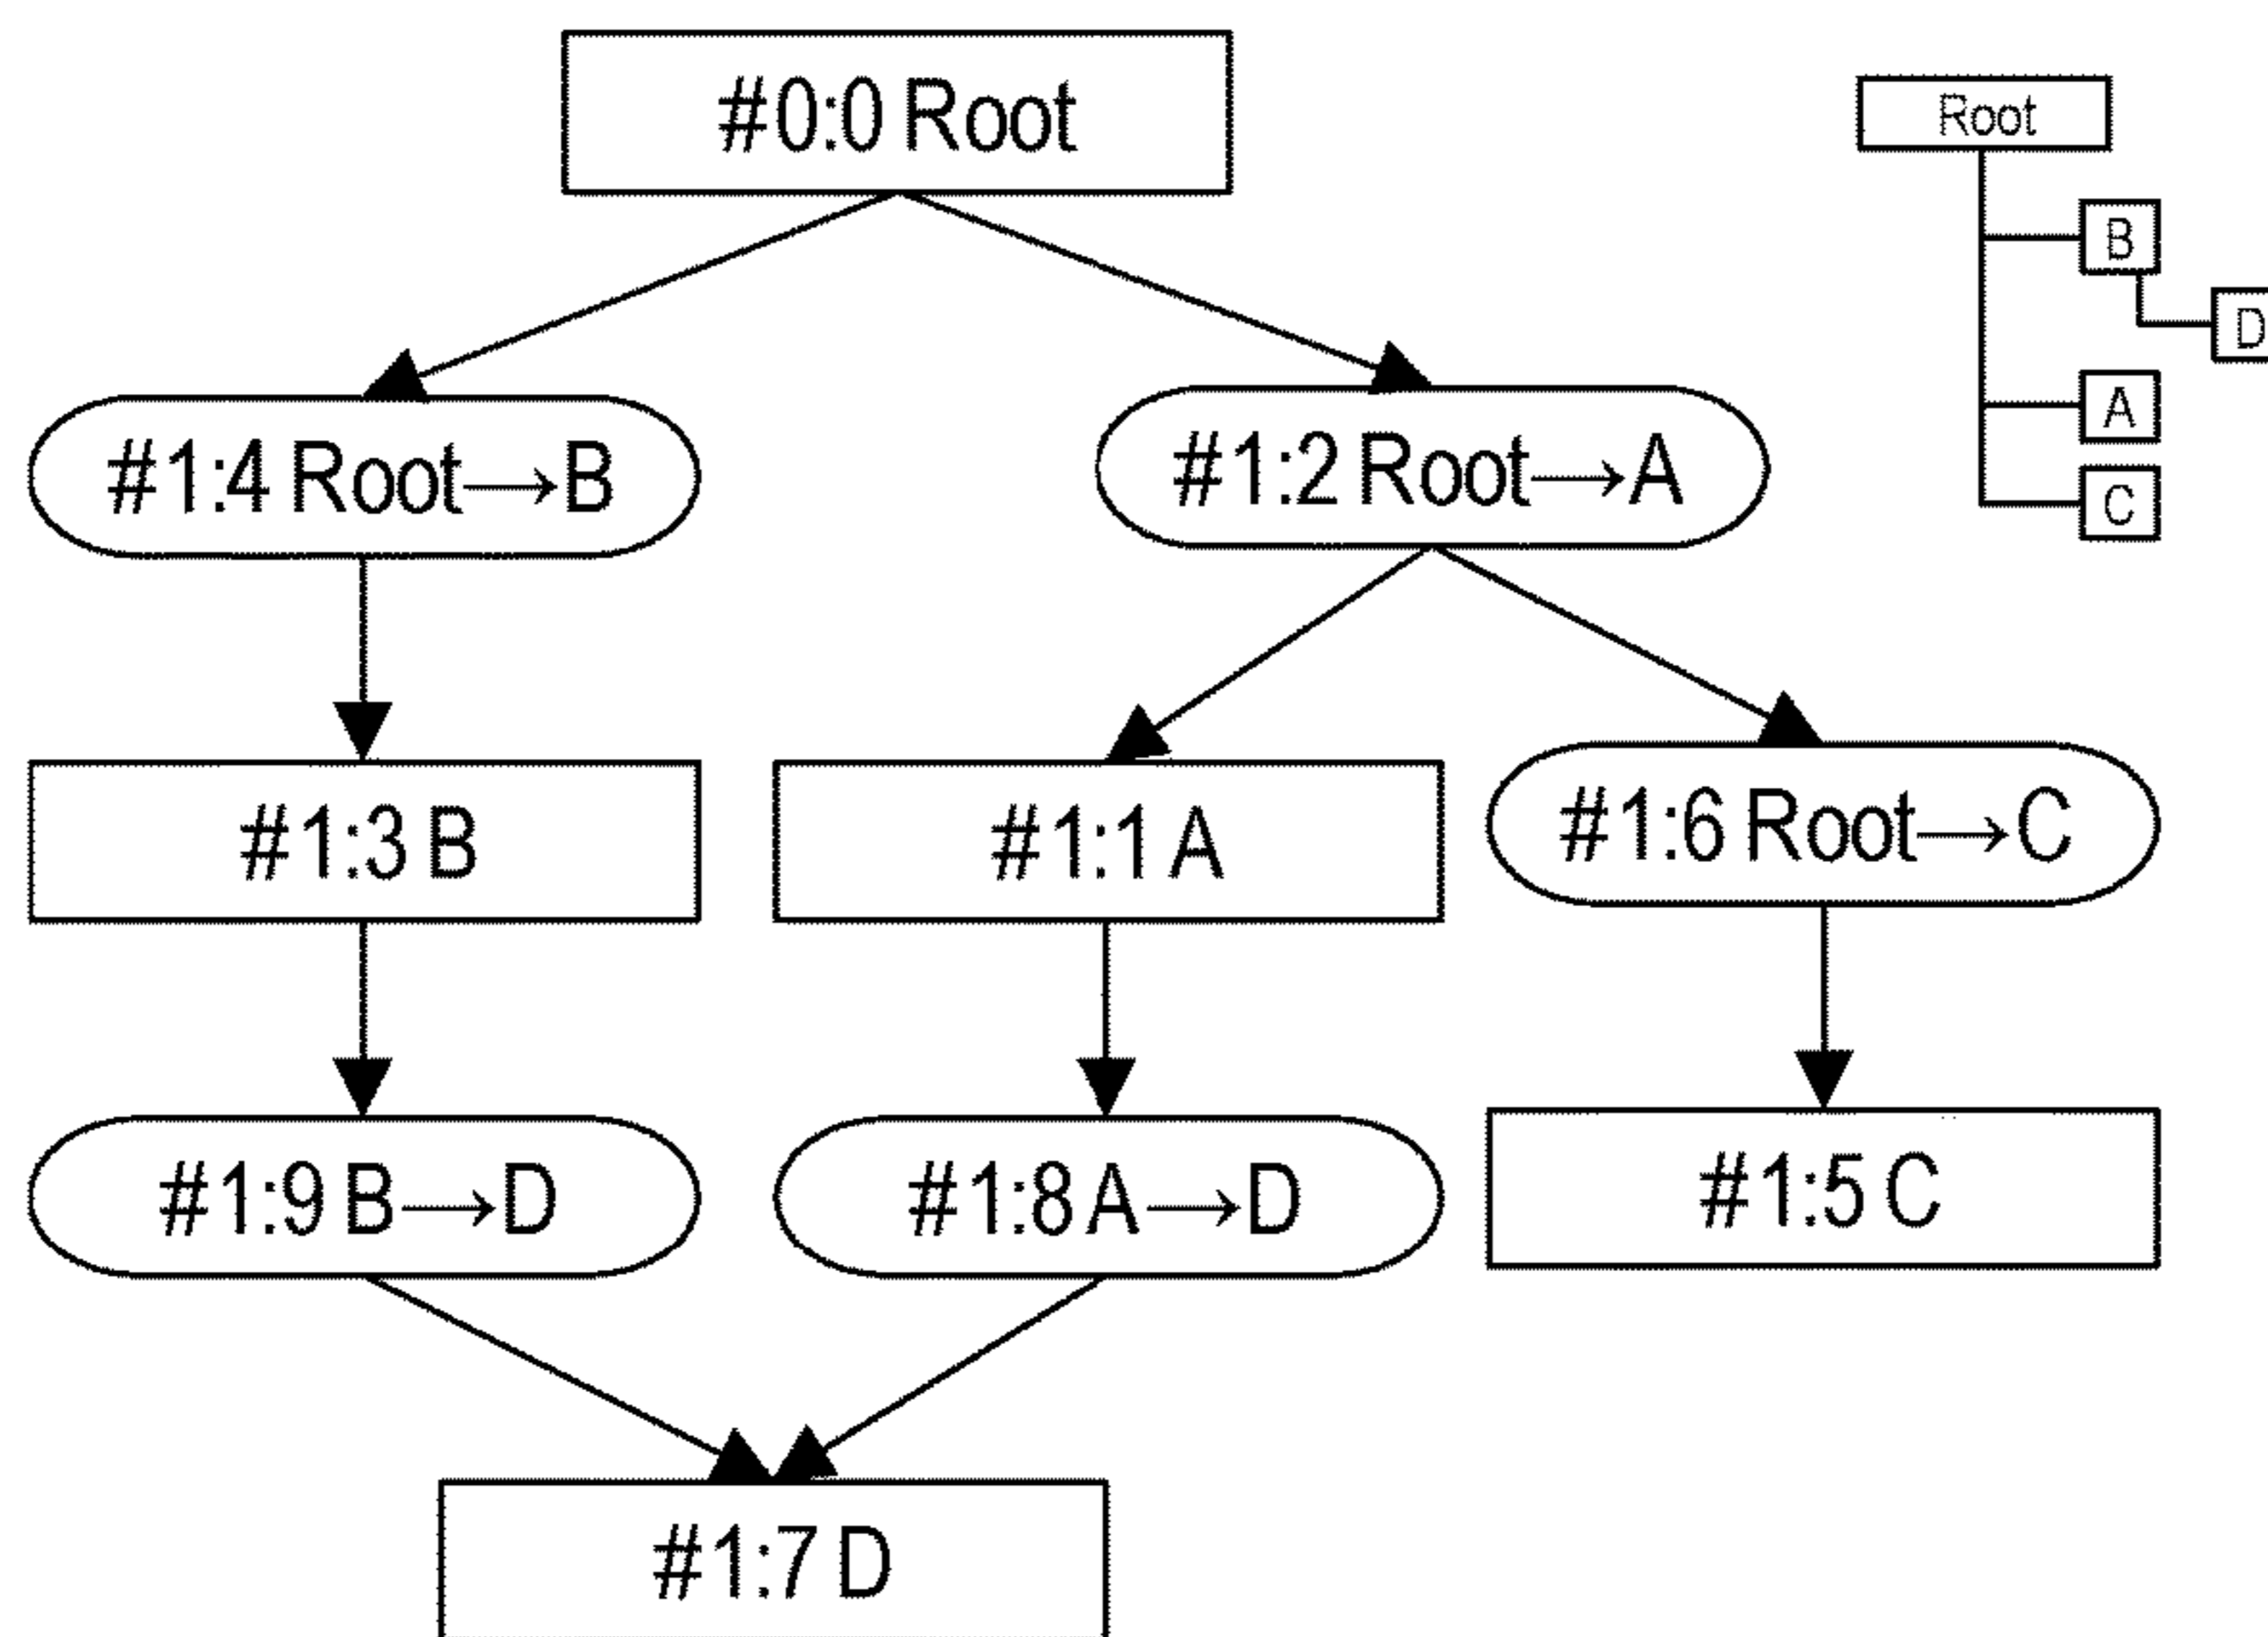 #0:0 Root
Root
B
D
A
C
#1:4 Root→B
#1:2 Root→A
#1:3 B
#1:1 A
#1:6 Root→C
#1:9 B→D
#1:8 A→D
#1:5 C
#1:7 D